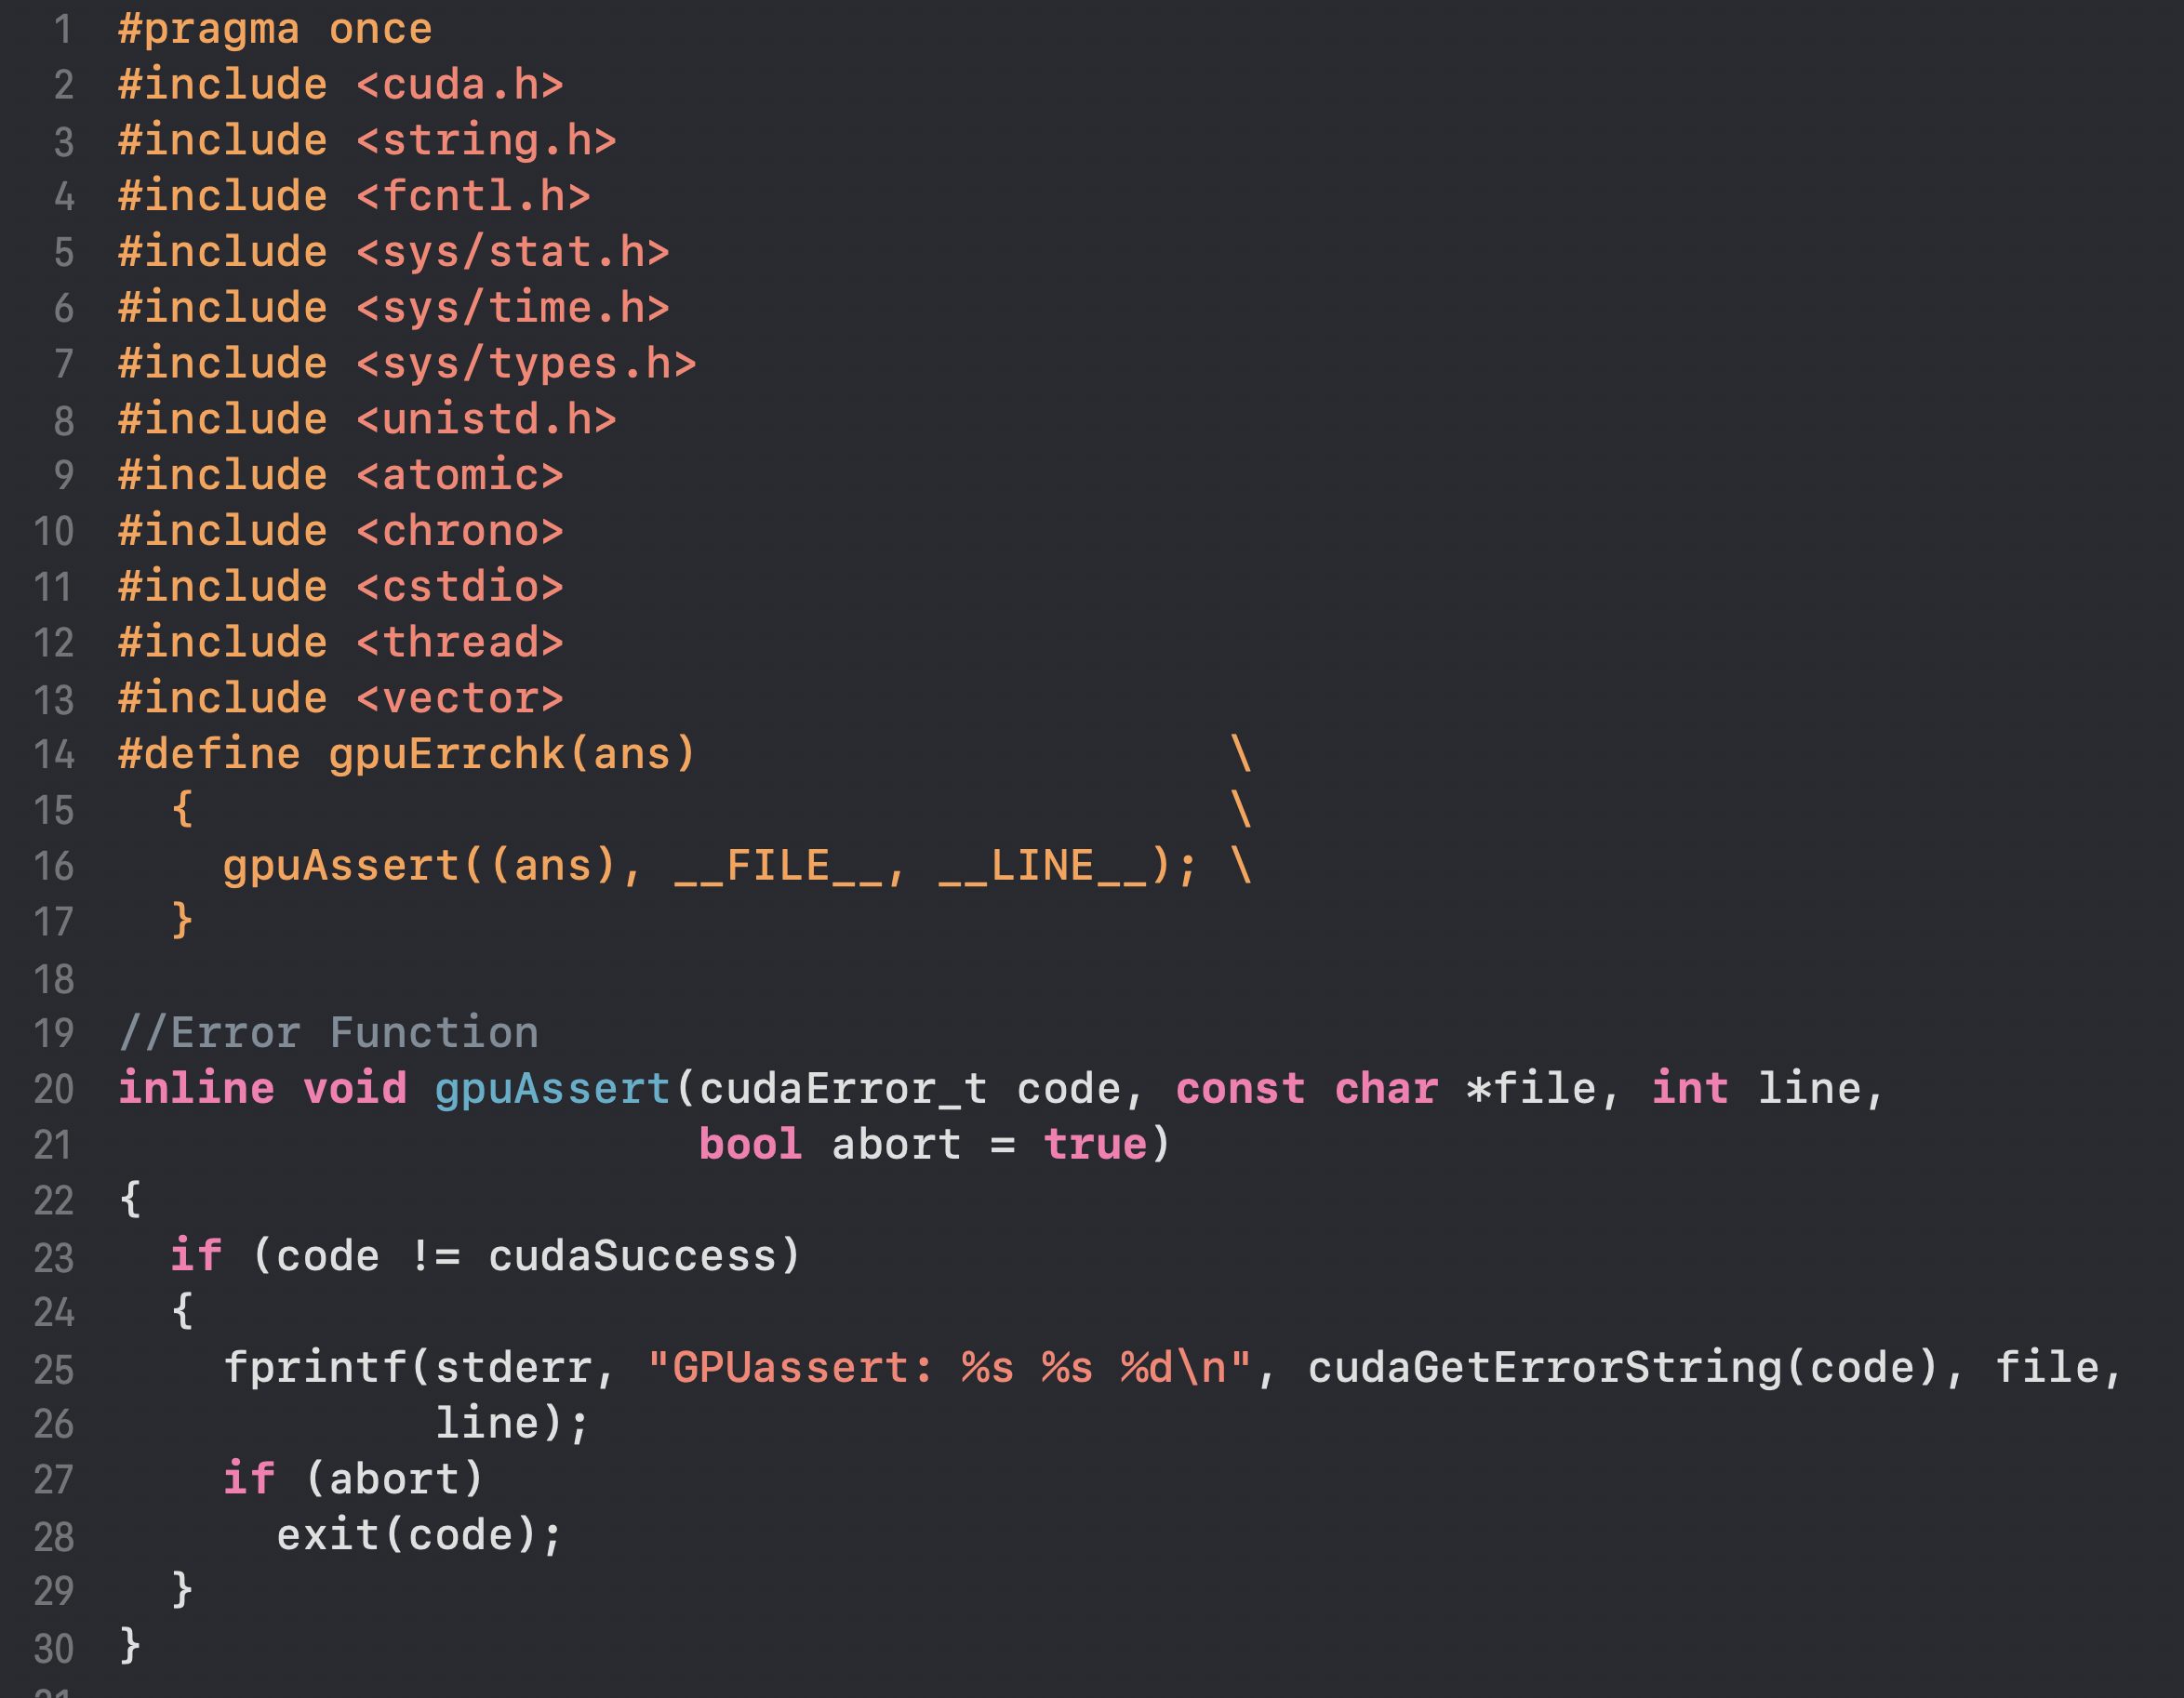 1 #pragma once
2 #include <cuda.h>
3 #include <string.h>
4 #include <fcntl.h>
5 #include <sys/stat.h>
6 #include <sys/time.h>
7 #include <sys/types.h>
8 #include <unistd.h>
9 #include <atomic>
10 #include <chrono>
11 #include <cstdio>
12 #include <thread>
13 #include <vector>
14 #define gpuErrchk(ans)                    \
15   {                                       \
16     gpuAssert((ans), __FILE__, __LINE__); \
17   }
18
19 //Error Function
20 inline void gpuAssert(cudaError_t code, const char *file, int line,
21                       bool abort = true)
22 {
23   if (code != cudaSuccess)
24   {
25     fprintf(stderr, "GPUassert: %s %s %d\n", cudaGetErrorString(code), file,
26             line);
27     if (abort)
28       exit(code);
29   }
30 }